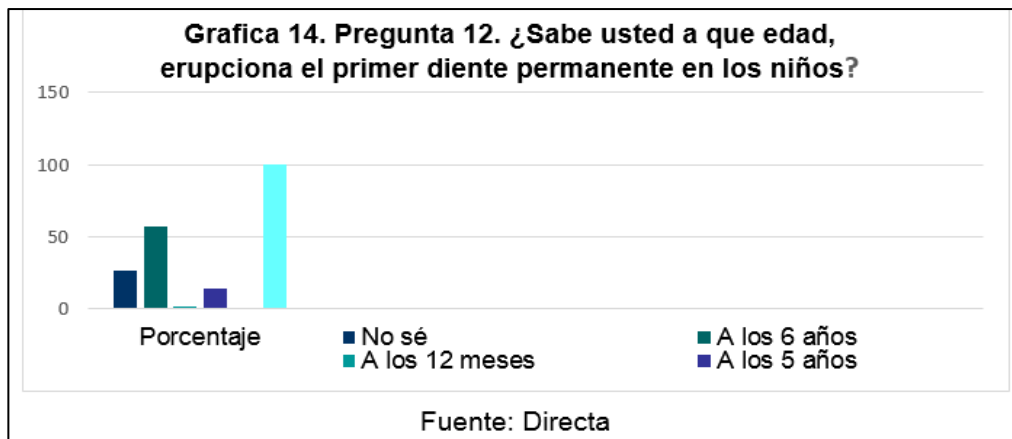 Grafica 14. Pregunta 12. ¿Sabe usted a que edad,
erupciona el primer diente permanente en los niños?
150
100
50
0
Porcentaje
No sé
A los 6 años
A los 12 meses
A los 5 años
Fuente: Directa